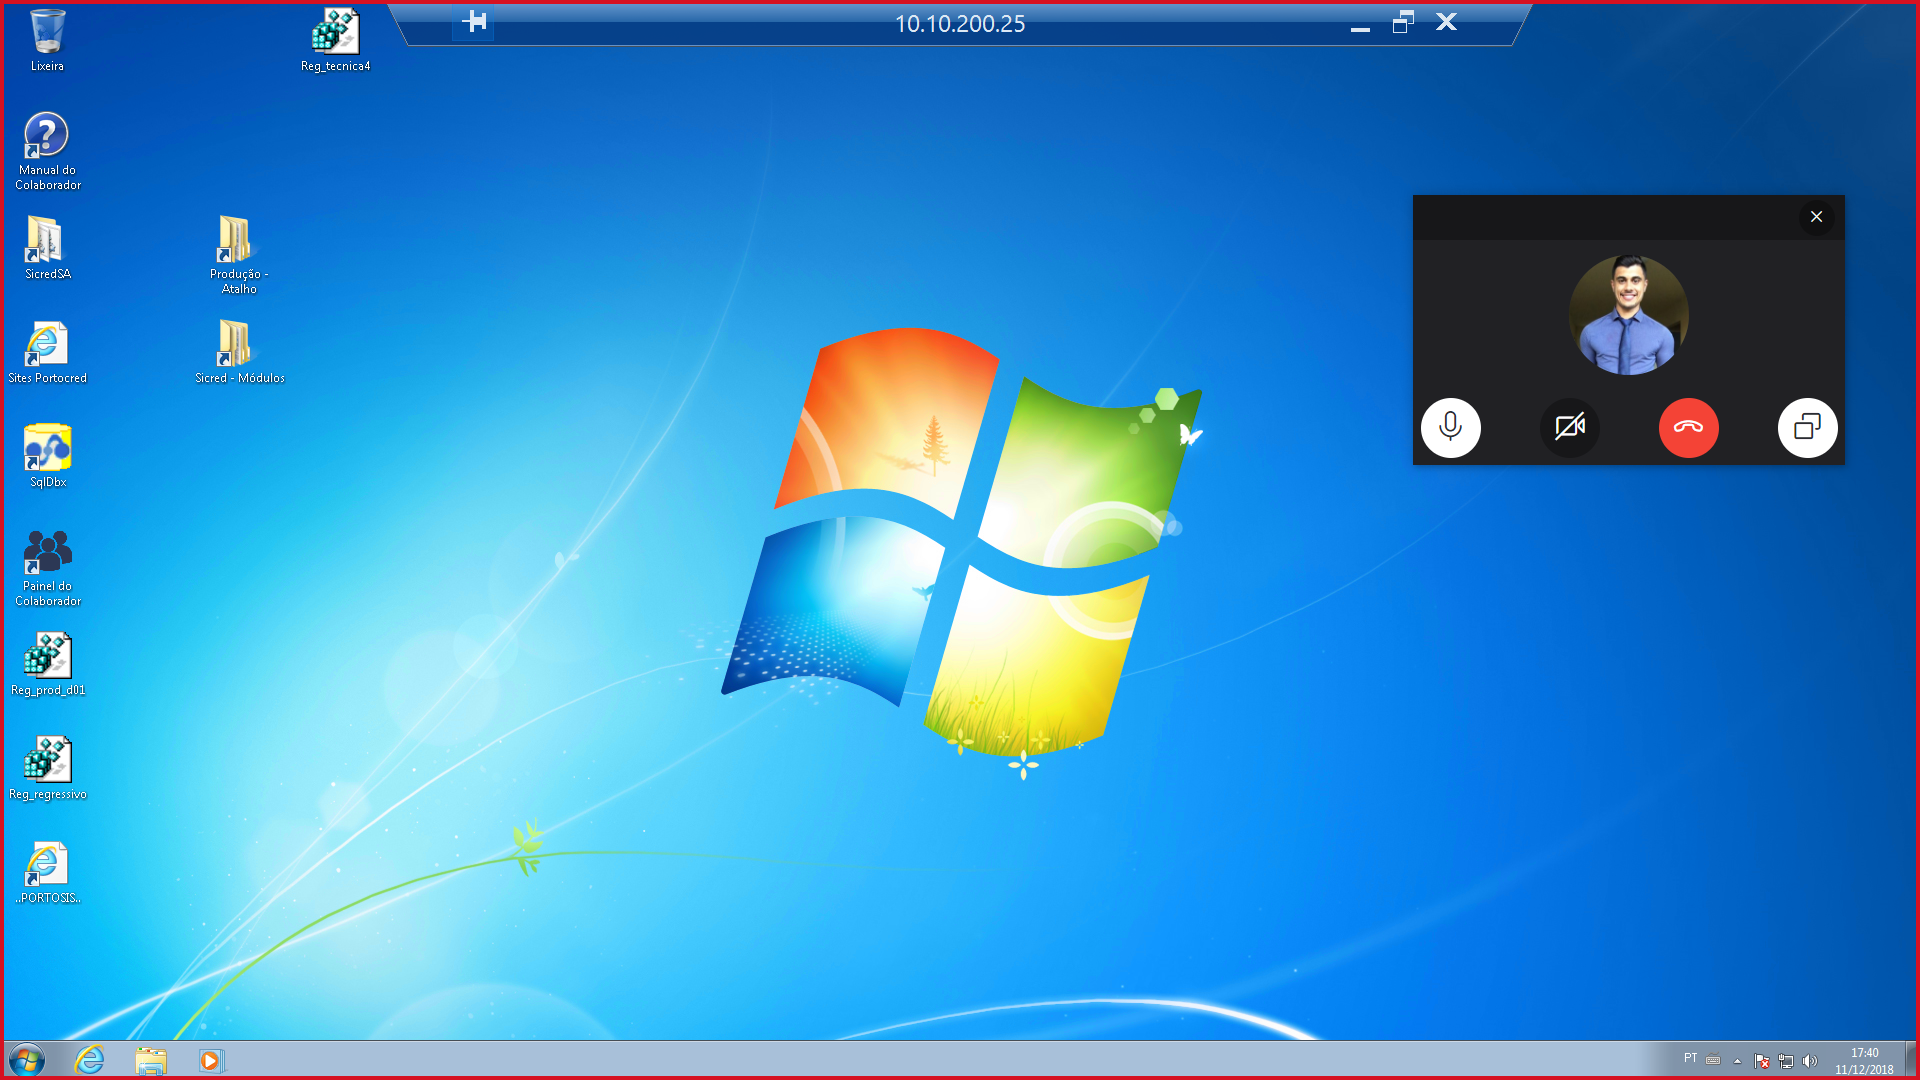 10.10.200.25
Lixeira
Reg_tecnica4
Manual do
Colaborador
SicredSA
Produção -
Atalho
Sites Portocred
Sicred - Módulos
SqlDbx
Painel do
Colaborador
Reg_prod_d01
Reg_regressivo
..PORTOSIS..
PT
17:40
11/12/2018